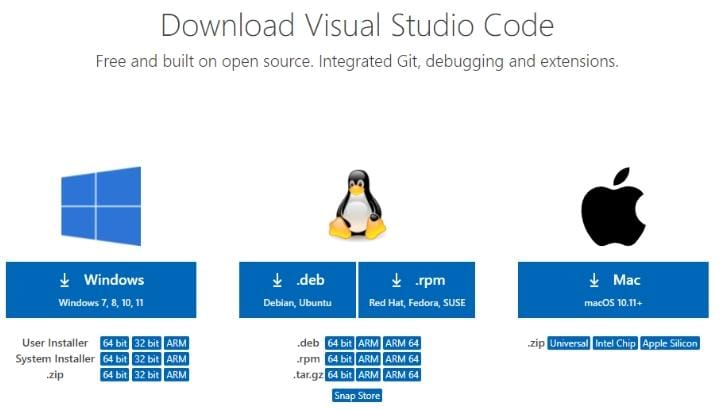 Download Visual Studio Code
Free and built on open source. Integrated Git, debugging and extensions.
Windows
Windows 7, 8, 10, 11
User Installer 64 bit 32 bit ARM
System Installer 64 bit 32 bit ARM
.zip 64 bit 32 bit ARM
.deb
Debian, Ubuntu
.rpm
Red Hat, Fedora, SUSE
.deb 64 bit ARM ARM 64
.rpm 64 bit ARM ARM 64
.tar.gz 64 bit ARM ARM 64
Snap Store
Mac
macOS 10.11+
.zip Universal Intel Chip Apple Silicon